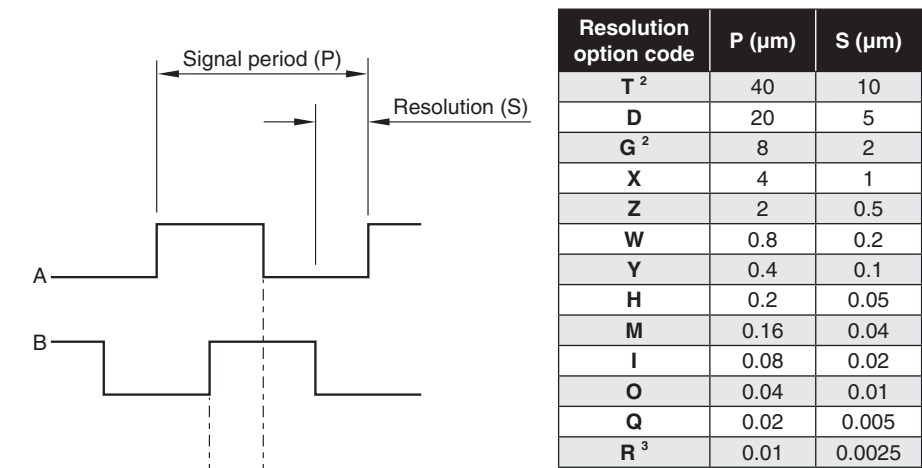 Signal period (P)
Resolution (S)
A
B
Resolution option code P (µm) S (µm)
T ² 40 10
D 20 5
G ² 8 2
X 4 1
Z 2 0.5
W 0.8 0.2
Y 0.4 0.1
H 0.2 0.05
M 0.16 0.04
I 0.08 0.02
O 0.04 0.01
Q 0.02 0.005
R ³ 0.01 0.0025